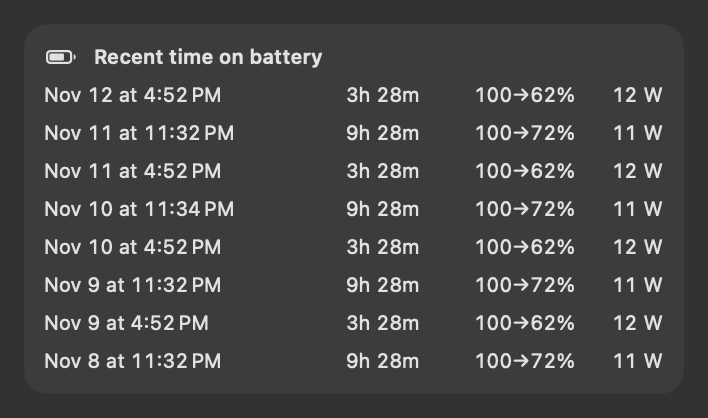 Recent time on battery
Nov 12 at 4:52 PM 3h 28m 100→62% 12 W
Nov 11 at 11:32 PM 9h 28m 100→72% 11 W
Nov 11 at 4:52 PM 3h 28m 100→62% 12 W
Nov 10 at 11:34 PM 9h 28m 100→72% 11 W
Nov 10 at 4:52 PM 3h 28m 100→62% 12 W
Nov 9 at 11:32 PM 9h 28m 100→72% 11 W
Nov 9 at 4:52 PM 3h 28m 100→62% 12 W
Nov 8 at 11:32 PM 9h 28m 100→72% 11 W